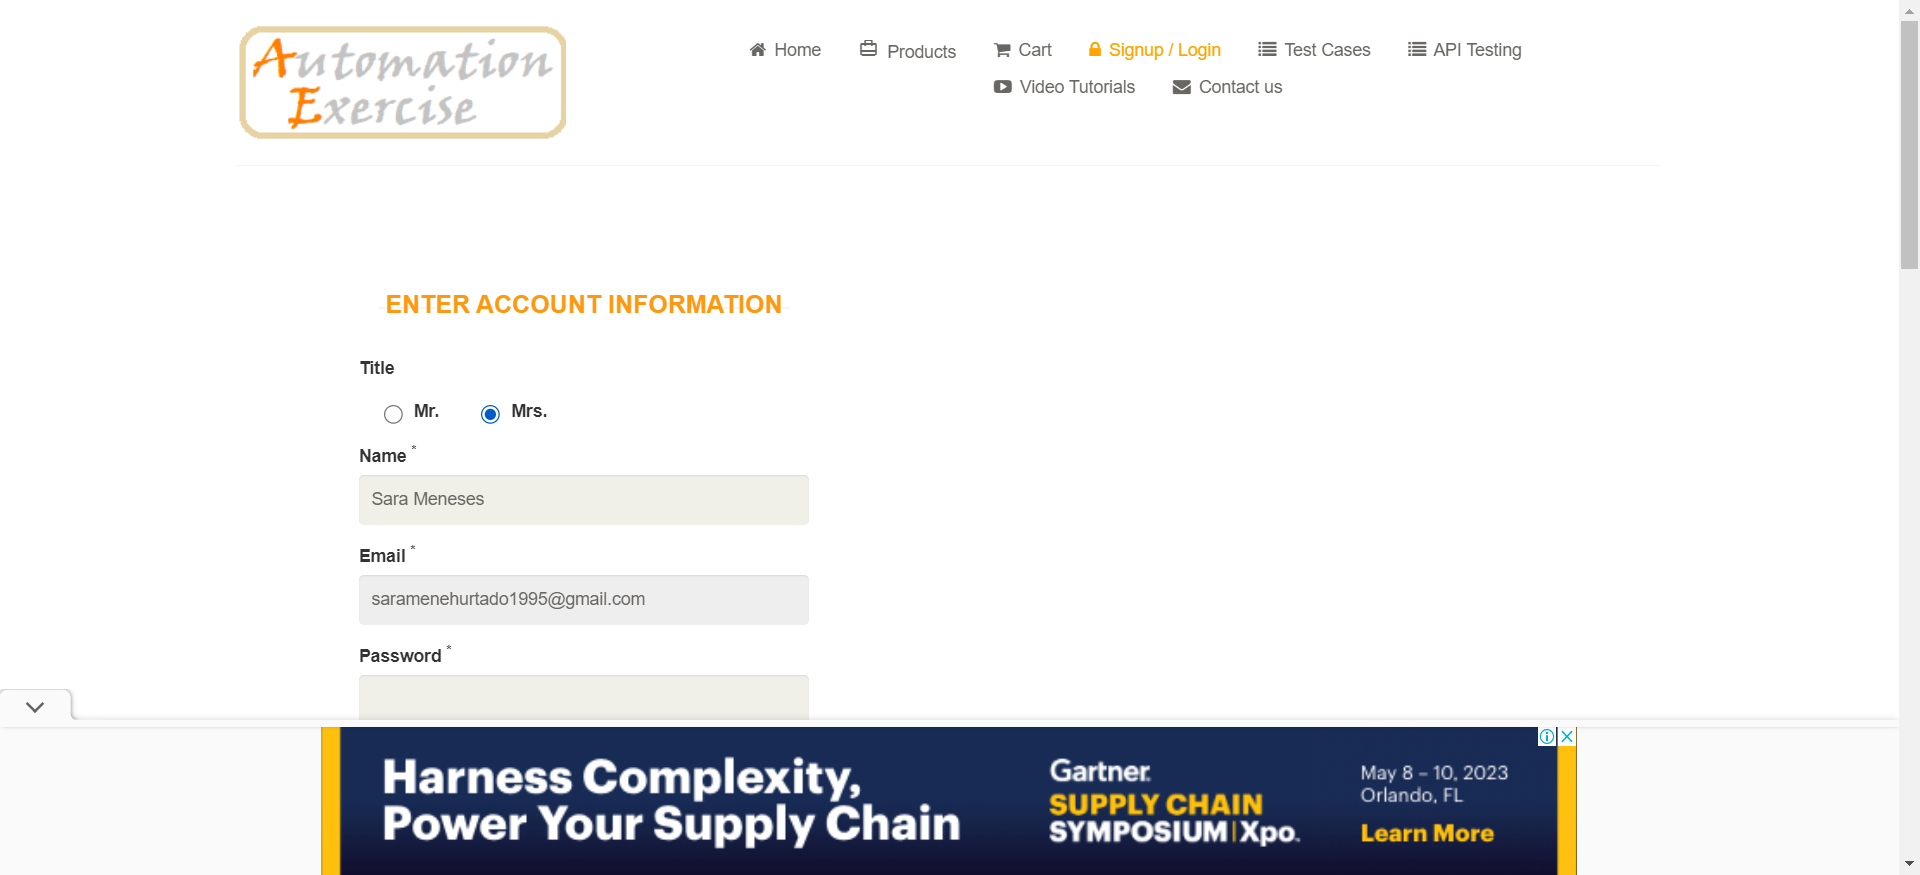 Automation
Exercise
Home
Products
Cart
Signup / Login
Test Cases
API Testing
Video Tutorials
Contact us
ENTER ACCOUNT INFORMATION
Title
Mr.
Mrs.
Name *
Sara Meneses
Email *
saramenehurtado1995@gmail.com
Password *
Harness Complexity,
Power Your Supply Chain
Gartner
SUPPLY CHAIN
SYMPOSIUM | Xpo.
May 8 – 10, 2023
Orlando, FL
Learn More